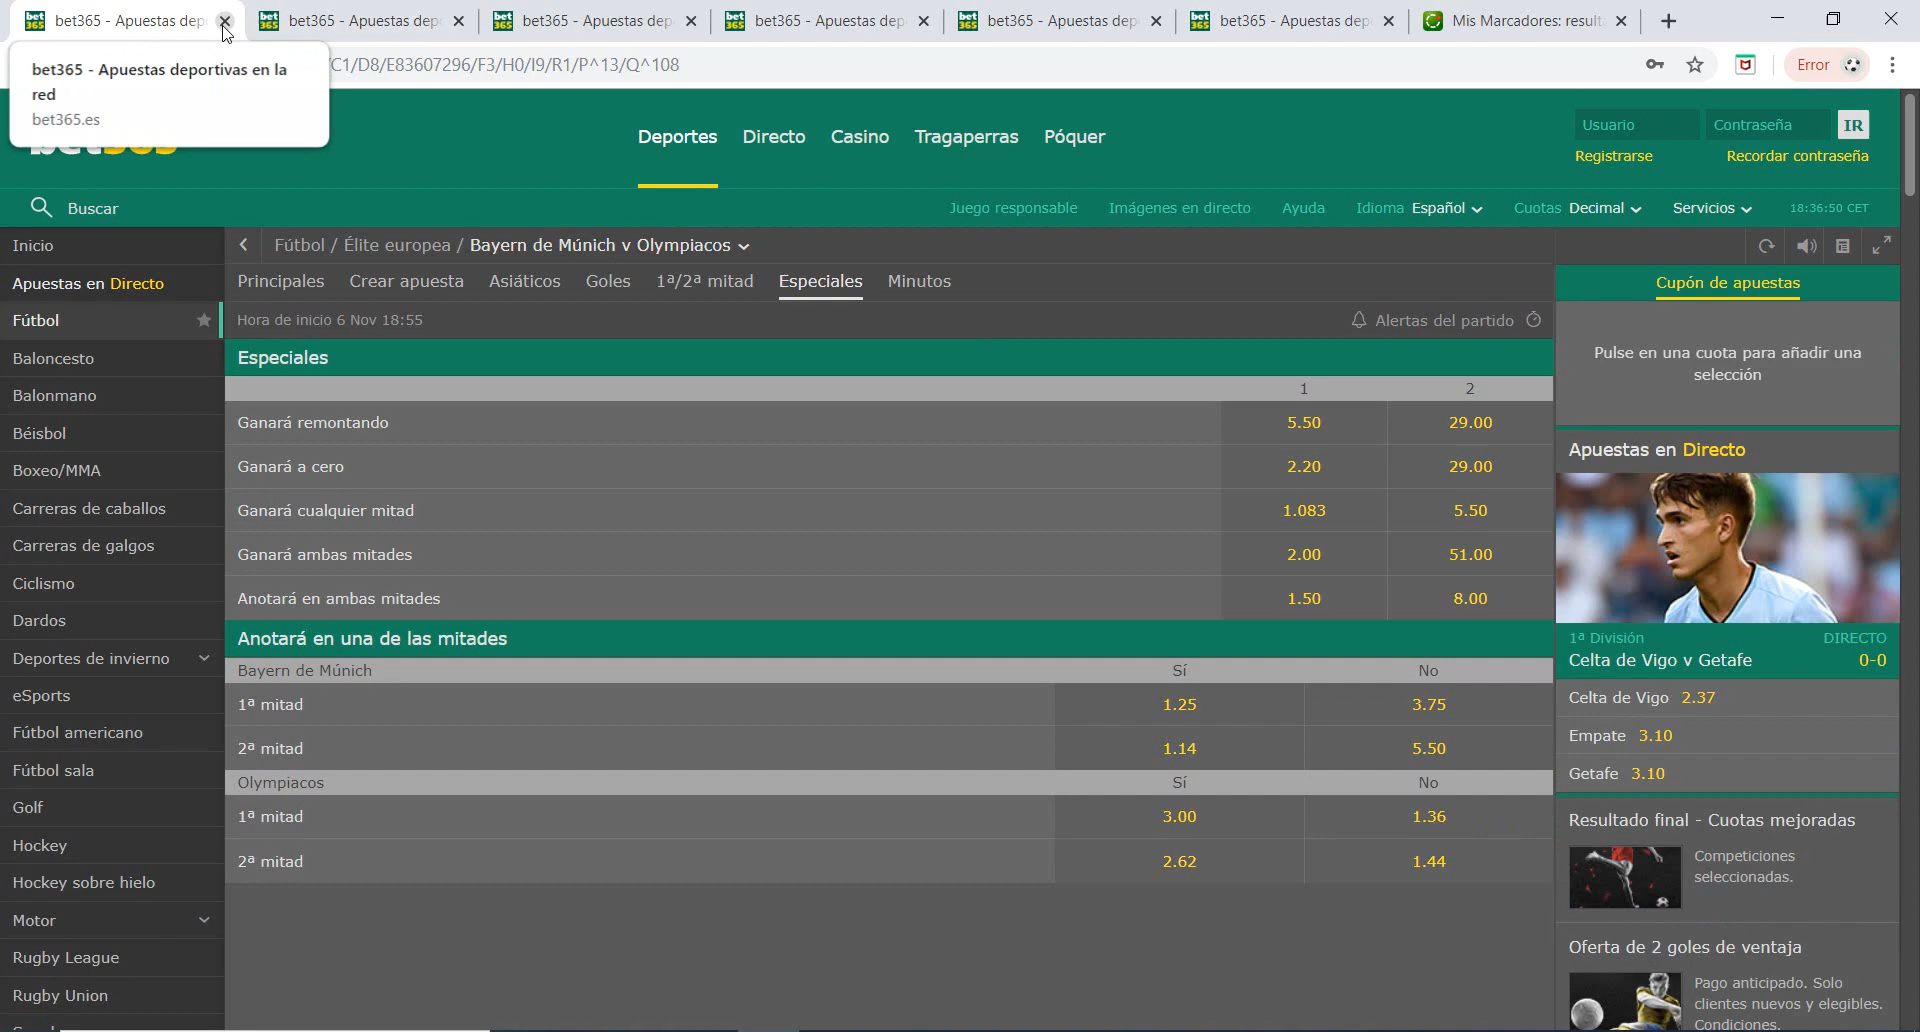 bet365 - Apuestas dep
bet365 - Apuestas dep
bet365 - Apuestas dep
bet365 - Apuestas dep
bet365 - Apuestas dep
bet365 - Apuestas dep
Mis Marcadores: result
bet365 - Apuestas deportivas en la
red
bet365.es
C1/D8/E83607296/F3/H0/I9/R1/P^13/Q^108
Error
bet365
Deportes Directo Casino Tragaperras Póquer
Usuario Contraseña IR
Registrarse Recordar contraseña
Buscar
Juego responsable Imágenes en directo Ayuda Idioma Español Cuotas Decimal Servicios 18:36:50 CET
Inicio
Apuestas en Directo
Fútbol
Baloncesto
Balonmano
Béisbol
Boxeo/MMA
Carreras de caballos
Carreras de galgos
Ciclismo
Dardos
Deportes de invierno
eSports
Fútbol americano
Fútbol sala
Golf
Hockey
Hockey sobre hielo
Motor
Rugby League
Rugby Union
Fútbol / Élite europea / Bayern de Múnich v Olympiacos
Principales Crear apuesta Asiáticos Goles 1ª/2ª mitad Especiales Minutos
Hora de inicio 6 Nov 18:55 Alertas del partido
Especiales
1 2
Ganará remontando 5.50 29.00
Ganará a cero 2.20 29.00
Ganará cualquier mitad 1.083 5.50
Ganará ambas mitades 2.00 51.00
Anotará en ambas mitades 1.50 8.00
Anotará en una de las mitades
Bayern de Múnich Sí No
1ª mitad 1.25 3.75
2ª mitad 1.14 5.50
Olympiacos Sí No
1ª mitad 3.00 1.36
2ª mitad 2.62 1.44
Cupón de apuestas
Pulse en una cuota para añadir una
selección
Apuestas en Directo
1ª División DIRECTO
Celta de Vigo v Getafe 0-0
Celta de Vigo 2.37
Empate 3.10
Getafe 3.10
Resultado final - Cuotas mejoradas
Competiciones
seleccionadas.
Oferta de 2 goles de ventaja
Pago anticipado. Solo
clientes nuevos y elegibles.
Condiciones.